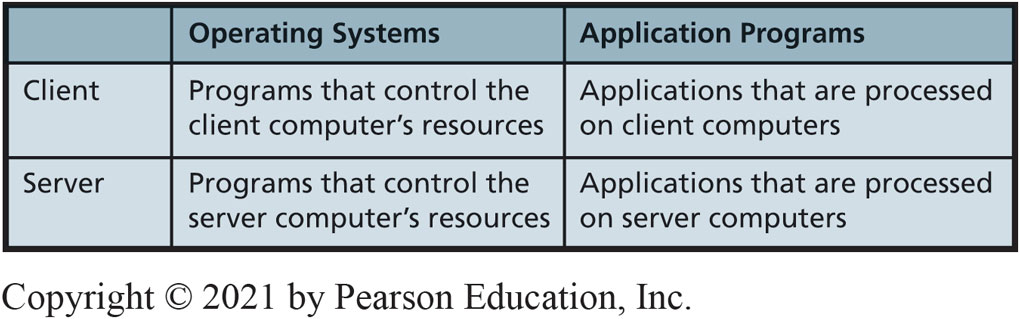 Operating Systems
Application Programs
Client
Programs that control the
client computer’s resources
Applications that are processed
on client computers
Server
Programs that control the
server computer’s resources
Applications that are processed
on server computers
Copyright © 2021 by Pearson Education, Inc.